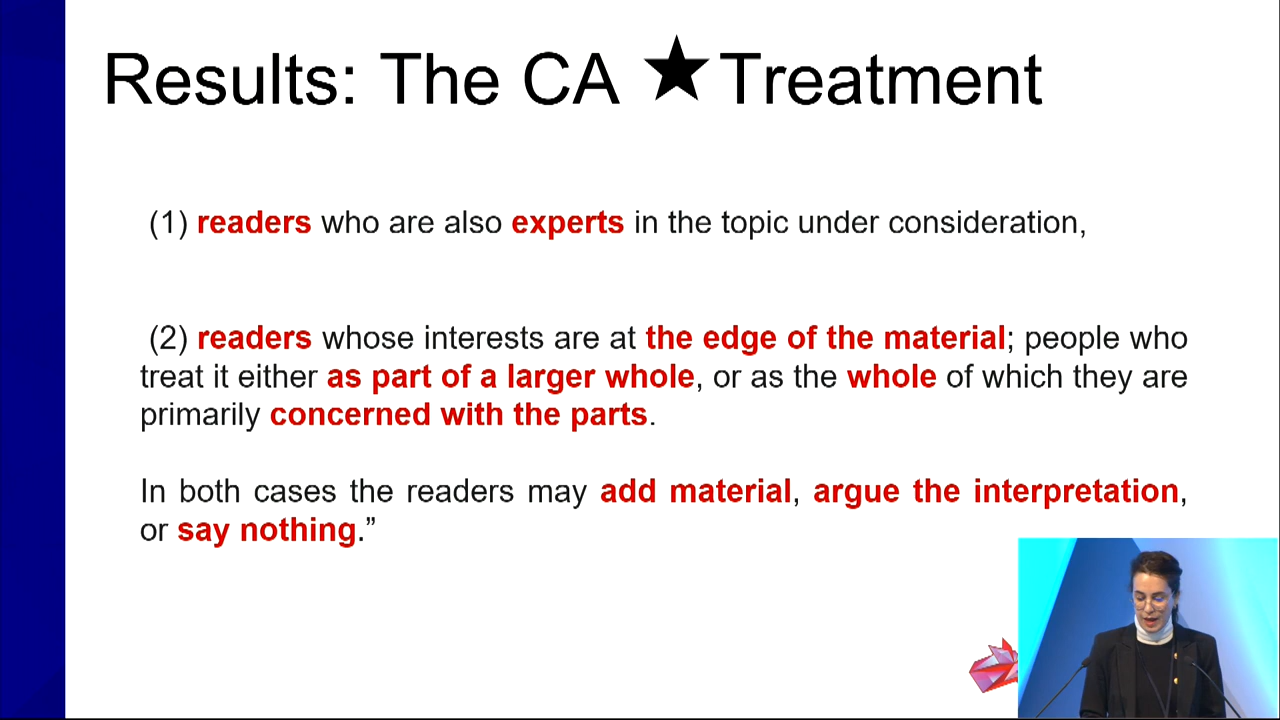 Results: The CA ★ Treatment
(1) readers who are also experts in the topic under consideration,
(2) readers whose interests are at the edge of the material; people who
treat it either as part of a larger whole, or as the whole of which they are
primarily concerned with the parts.
In both cases the readers may add material, argue the interpretation,
or say nothing.”